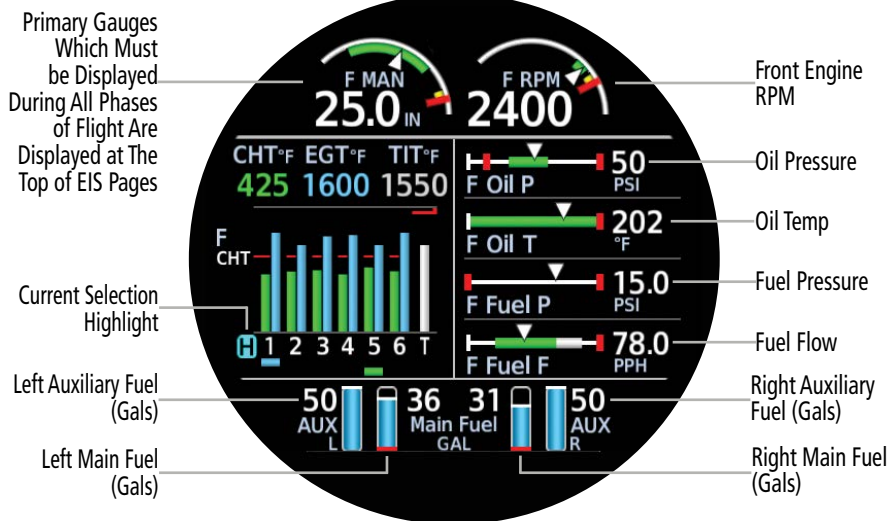 Primary Gauges
Which Must
be Displayed
During All Phases
of Flight Are
Displayed at The
Top of EIS Pages
Current Selection
Highlight
Left Auxiliary Fuel
(Gals)
Left Main Fuel
(Gals)
F MAN
25.0 IN
F RPM
2400
CHT°F EGT°F TIT°F
425 1600 1550
F
CHT
H 1 2 3 4 5 6 T
50
PSI
F Oil P
202
°F
F Oil T
15.0
PSI
F Fuel P
78.0
PPH
F Fuel F
50 36 31 50
AUX Main Fuel AUX
L GAL R
Front Engine
RPM
Oil Pressure
Oil Temp
Fuel Pressure
Fuel Flow
Right Auxiliary
Fuel (Gals)
Right Main Fuel
(Gals)